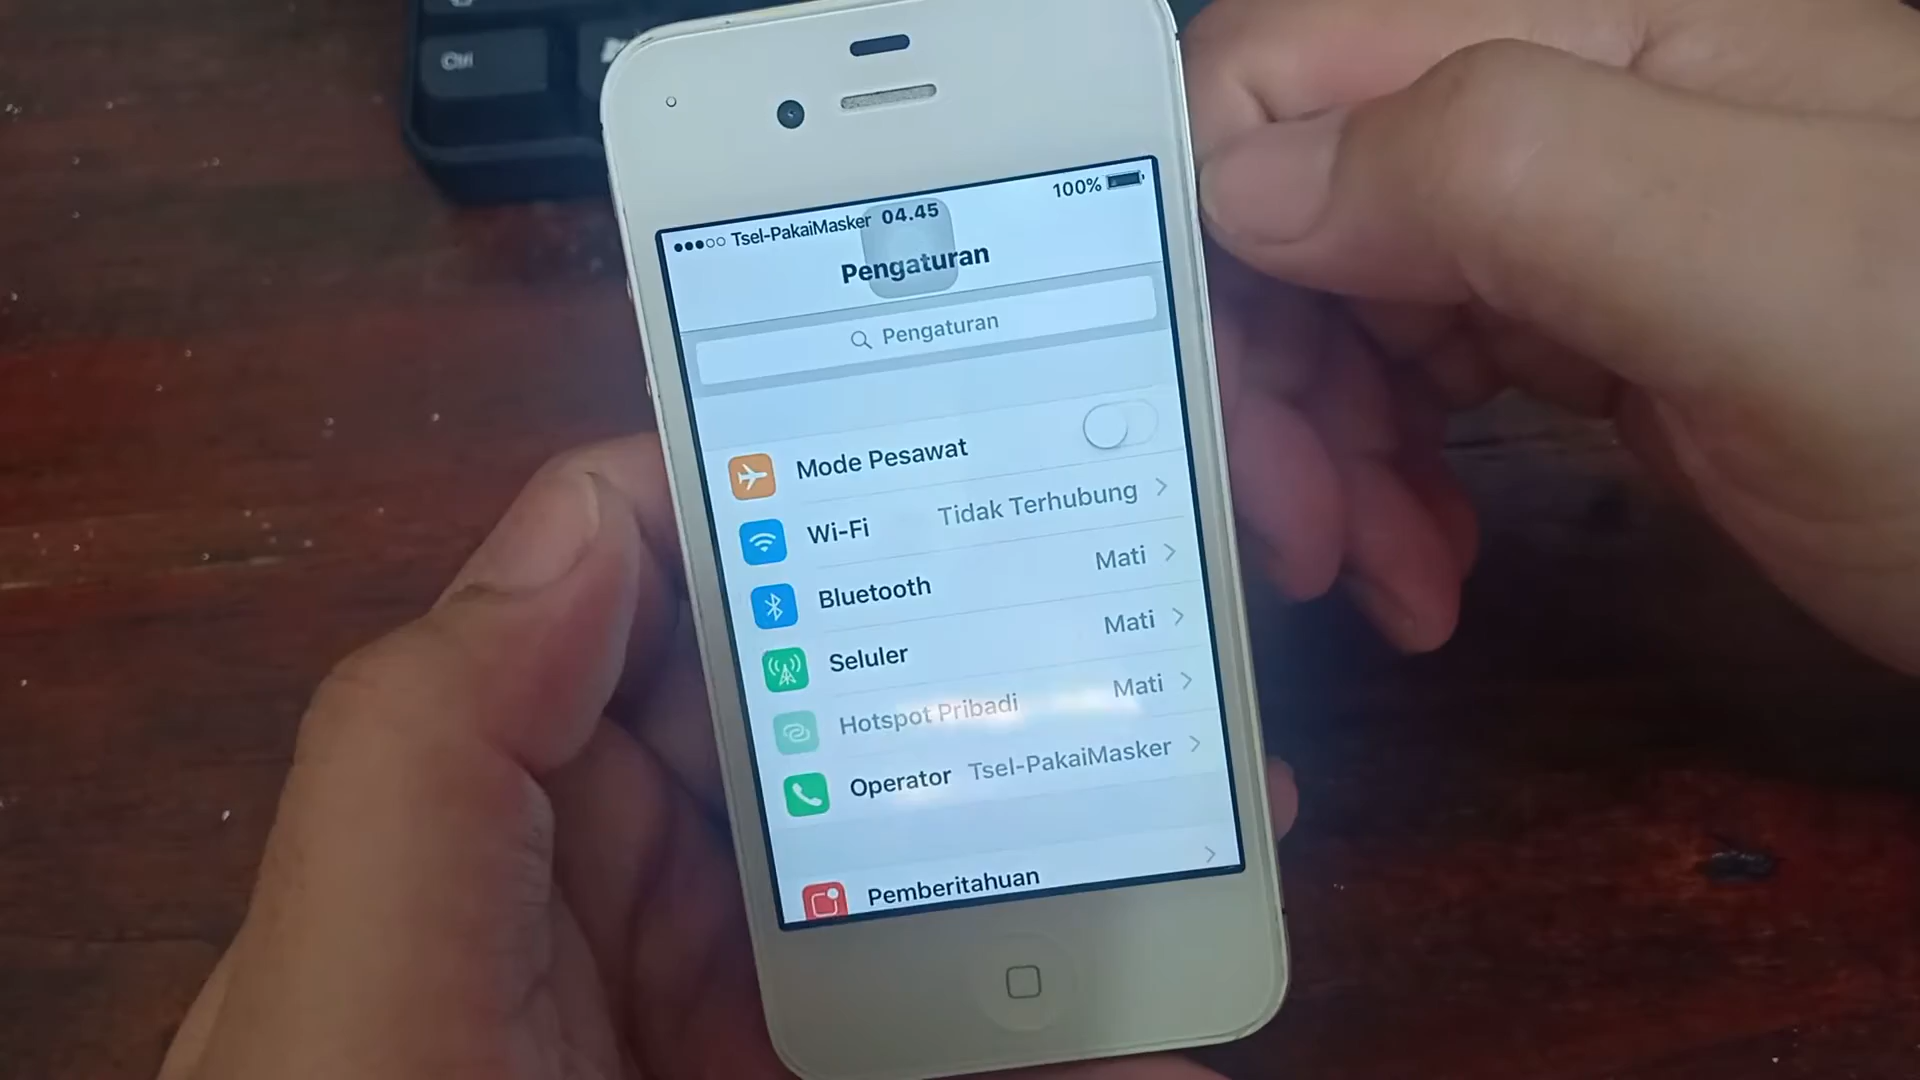 Ctrl
●●●○○ Tsel-PakaiMasker 04.45 100%
Pengaturan
Pengaturan
Mode Pesawat
Wi-Fi Tidak Terhubung
Bluetooth Mati
Seluler Mati
Hotspot Pribadi Mati
Operator Tsel-PakaiMasker
Pemberitahuan